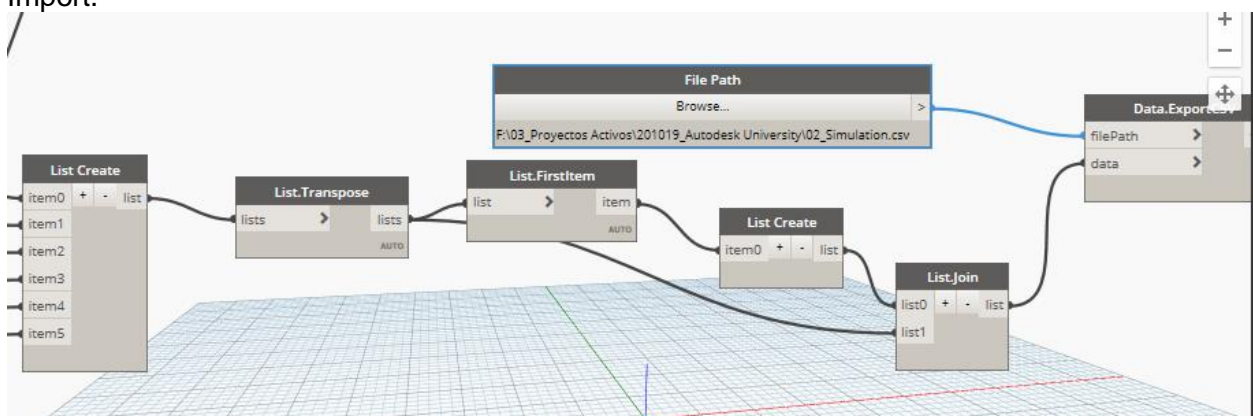 import.
+
−
File Path
Browse...
>
F:\03_Proyectos Activos\201019_Autodesk University\02_Simulation.csv
Data.ExportCSV
filePath >
data >
List Create
item0 + - list
item1
item2
item3
item4
item5
List.Transpose
lists > lists
AUTO
List.FirstItem
list > item
AUTO
List Create
item0 + - list
List.Join
list0 + - list
list1